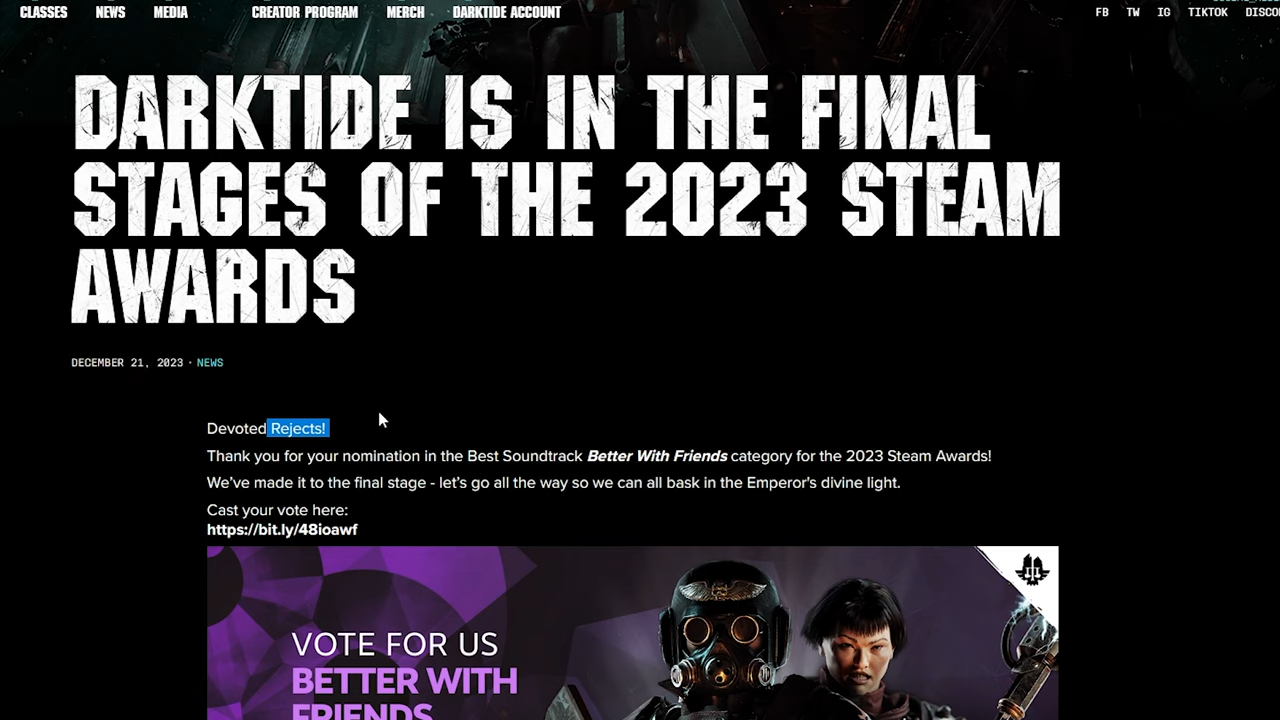 CLASSES NEWS MEDIA CREATOR PROGRAM MERCH DARKTIDE ACCOUNT FB TW IG TIKTOK
DARKTIDE IS IN THE FINAL
STAGES OF THE 2023 STEAM
AWARDS
DECEMBER 21, 2023 · NEWS
Devoted Rejects!
Thank you for your nomination in the Best Soundtrack Better With Friends category for the 2023 Steam Awards!
We've made it to the final stage - let's go all the way so we can all bask in the Emperor's divine light.
Cast your vote here:
https://bit.ly/48ioawf
VOTE FOR US
BETTER WITH
FRIENDS